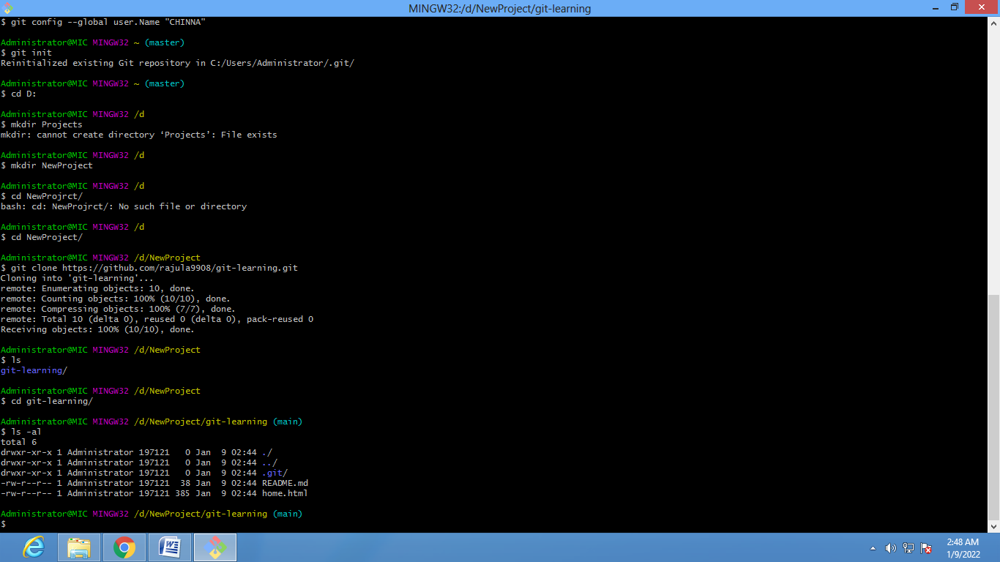 MINGW32:/d/NewProject/git-learning
$ git config --global user.Name "CHINNA"
Administrator@MIC MINGW32 ~ (master)
$ git init
Reinitialized existing Git repository in C:/Users/Administrator/.git/
Administrator@MIC MINGW32 ~ (master)
$ cd D:
Administrator@MIC MINGW32 /d
$ mkdir Projects
mkdir: cannot create directory ‘Projects’: File exists
Administrator@MIC MINGW32 /d
$ mkdir NewProject
Administrator@MIC MINGW32 /d
$ cd NewProjrct/
bash: cd: NewProjrct/: No such file or directory
Administrator@MIC MINGW32 /d
$ cd NewProject/
Administrator@MIC MINGW32 /d/NewProject
$ git clone https://github.com/rajula9908/git-learning.git
Cloning into 'git-learning'...
remote: Enumerating objects: 10, done.
remote: Counting objects: 100% (10/10), done.
remote: Compressing objects: 100% (7/7), done.
remote: Total 10 (delta 0), reused 0 (delta 0), pack-reused 0
Receiving objects: 100% (10/10), done.
Administrator@MIC MINGW32 /d/NewProject
$ ls
git-learning/
Administrator@MIC MINGW32 /d/NewProject
$ cd git-learning/
Administrator@MIC MINGW32 /d/NewProject/git-learning (main)
$ ls -al
total 6
drwxr-xr-x 1 Administrator 197121   0 Jan  9 02:44 ./
drwxr-xr-x 1 Administrator 197121   0 Jan  9 02:44 ../
drwxr-xr-x 1 Administrator 197121   0 Jan  9 02:44 .git/
-rw-r--r-- 1 Administrator 197121  38 Jan  9 02:44 README.md
-rw-r--r-- 1 Administrator 197121 385 Jan  9 02:44 home.html
Administrator@MIC MINGW32 /d/NewProject/git-learning (main)
$
2:48 AM
1/9/2022